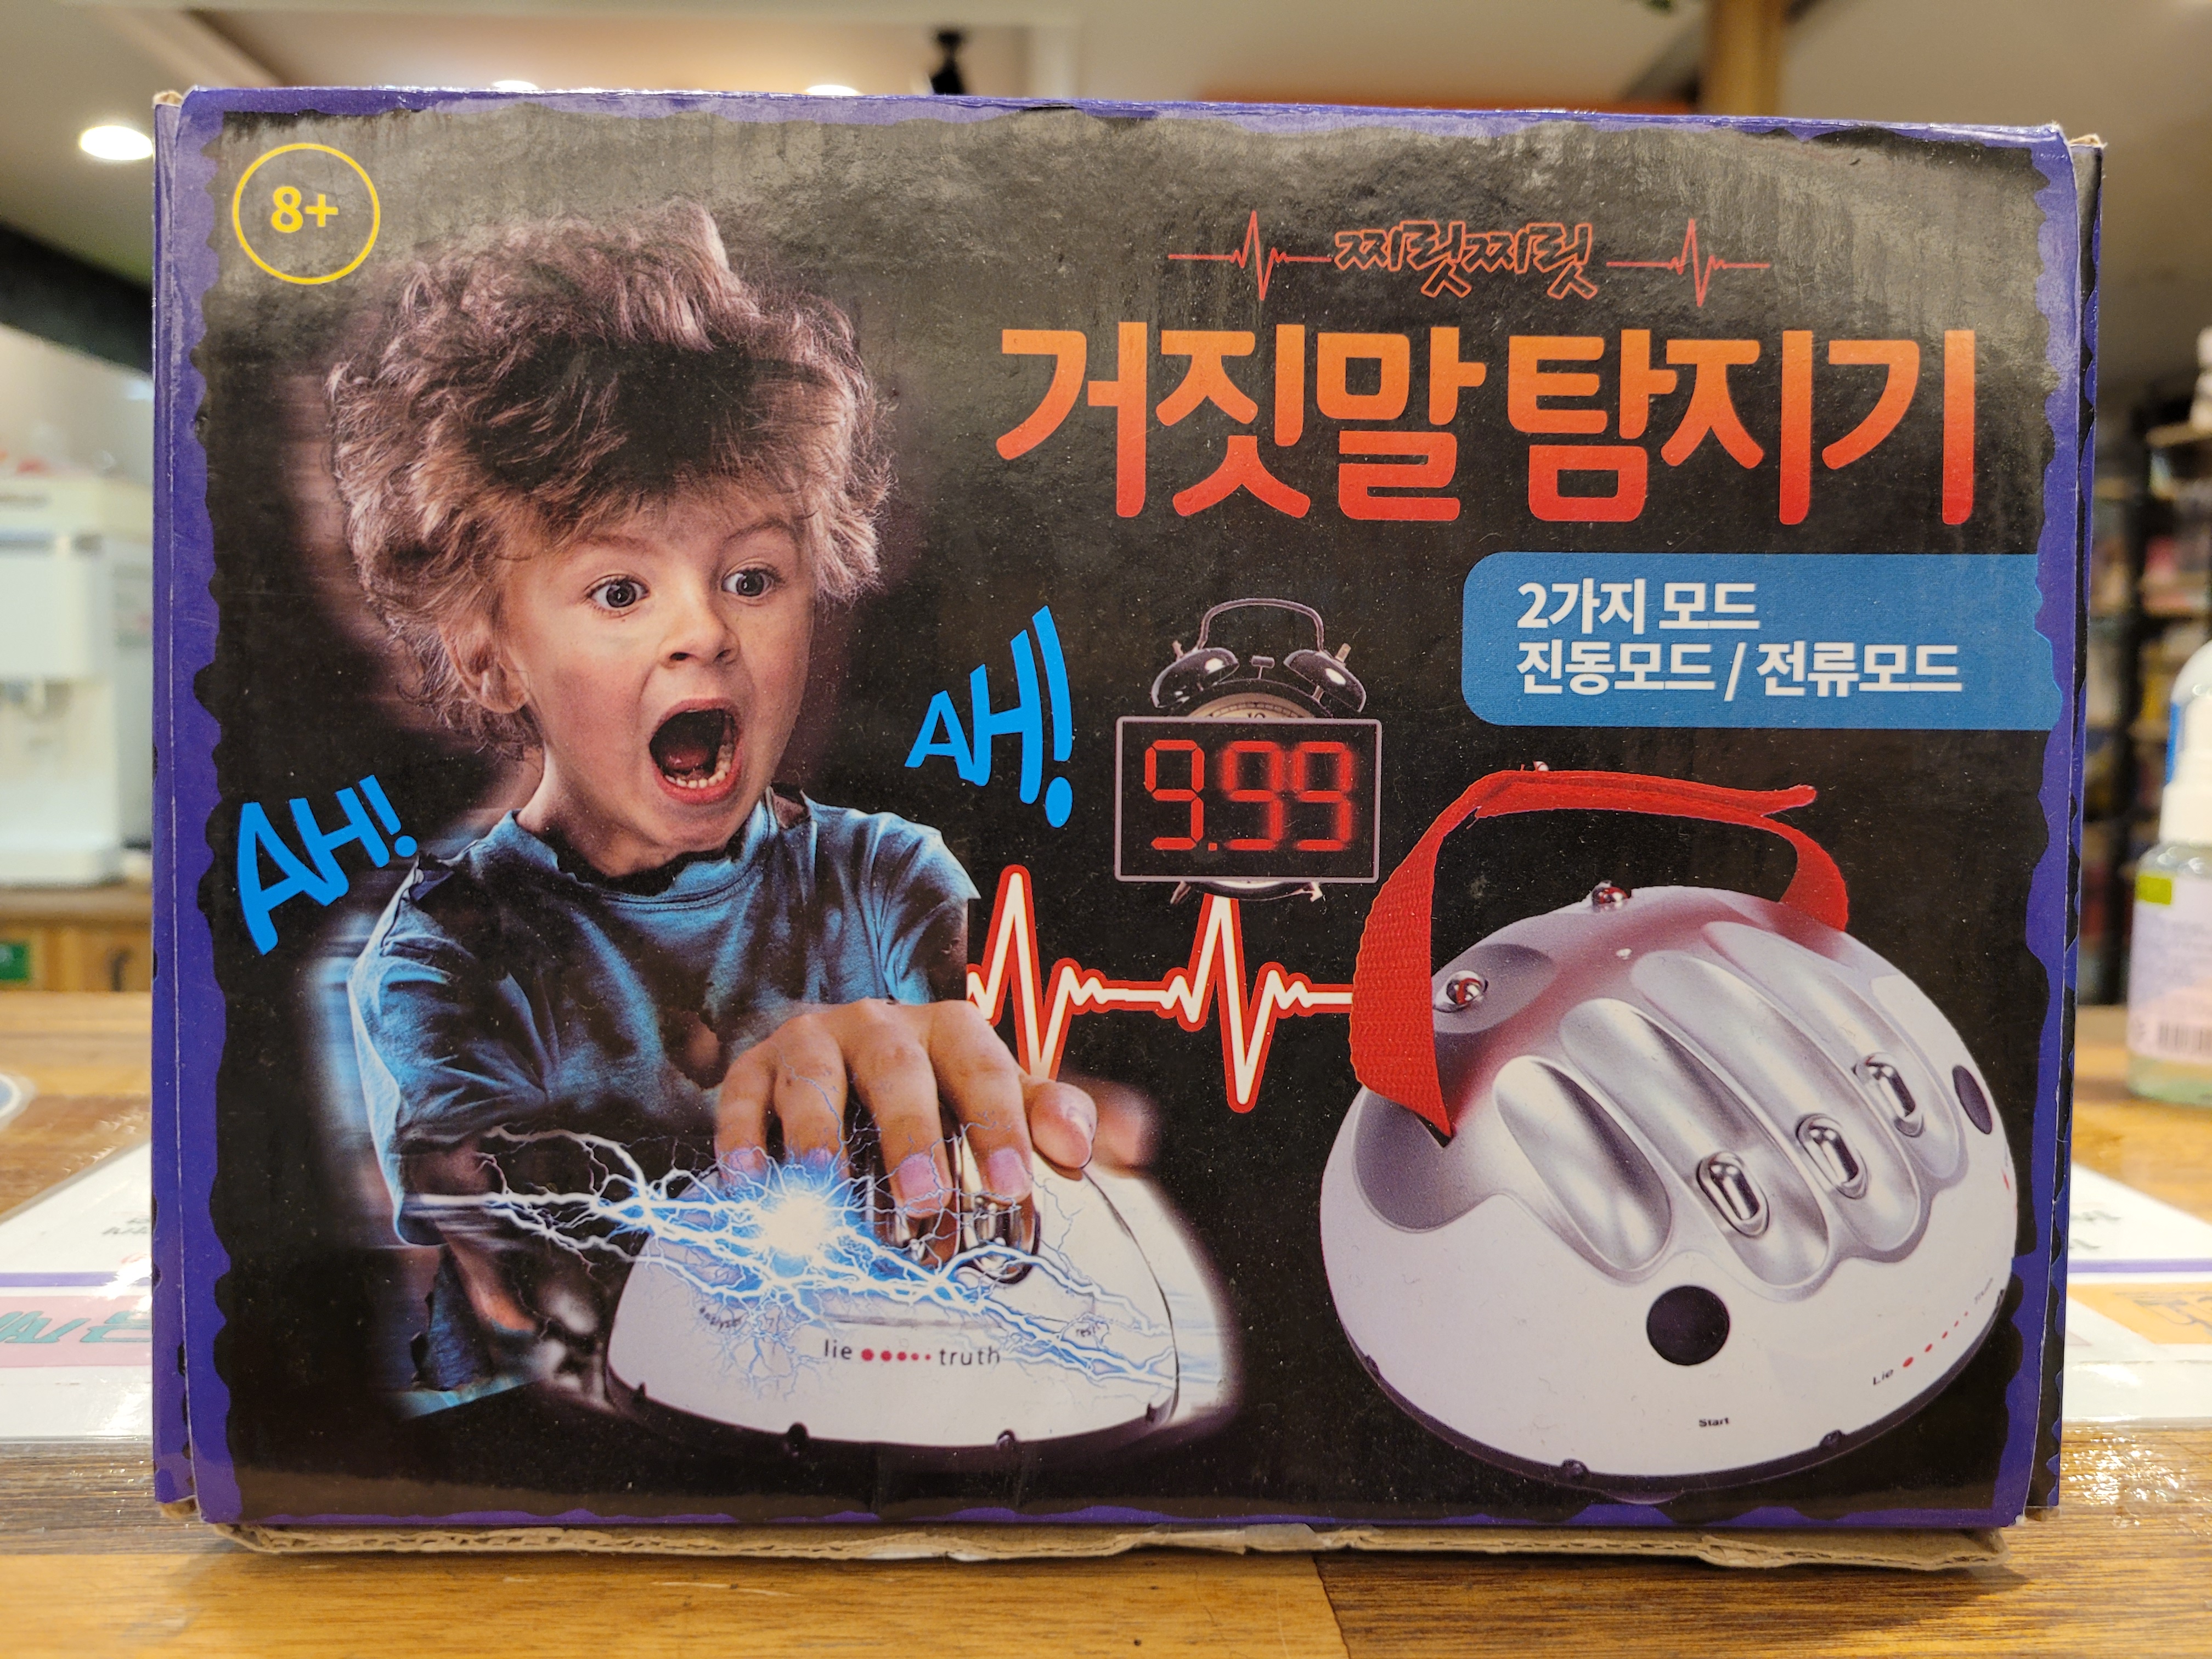 8+
찌릿찌릿
거짓말 탐지기
2가지 모드
진동모드 / 전류모드
AH!
AH!
9.99
lie truth
Lie
Start